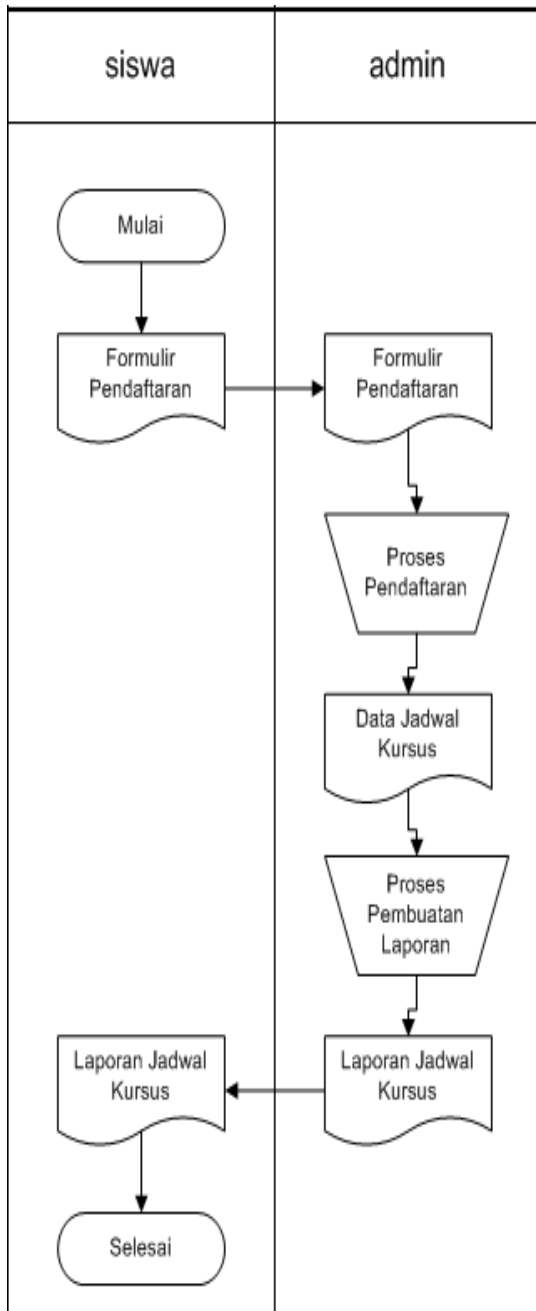 siswa
admin
Mulai
Formulir
Pendaftaran
Formulir
Pendaftaran
Proses
Pendaftaran
Data Jadwal
Kursus
Proses
Pembuatan
Laporan
Laporan Jadwal
Kursus
Laporan Jadwal
Kursus
Selesai